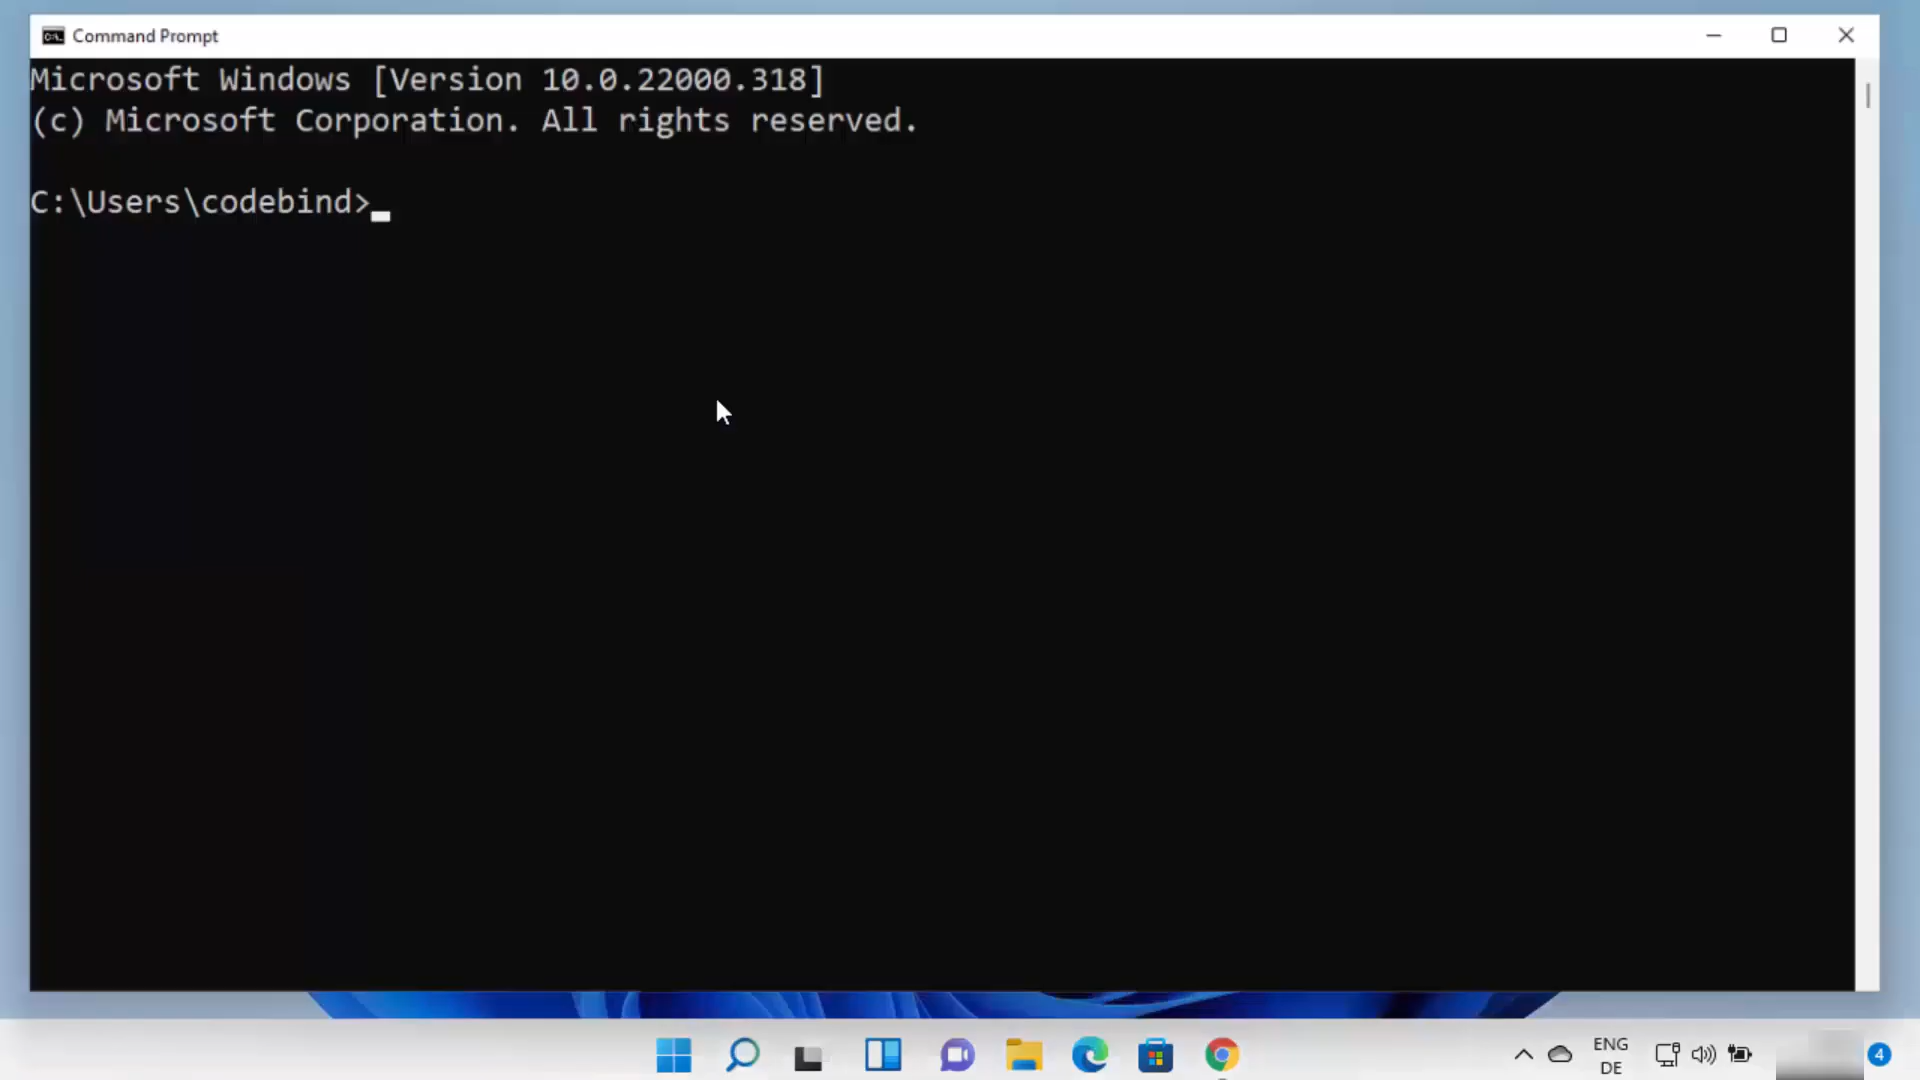 Command Prompt
Microsoft Windows [Version 10.0.22000.318]
(c) Microsoft Corporation. All rights reserved.
C:\Users\codebind>
ENG
DE
4